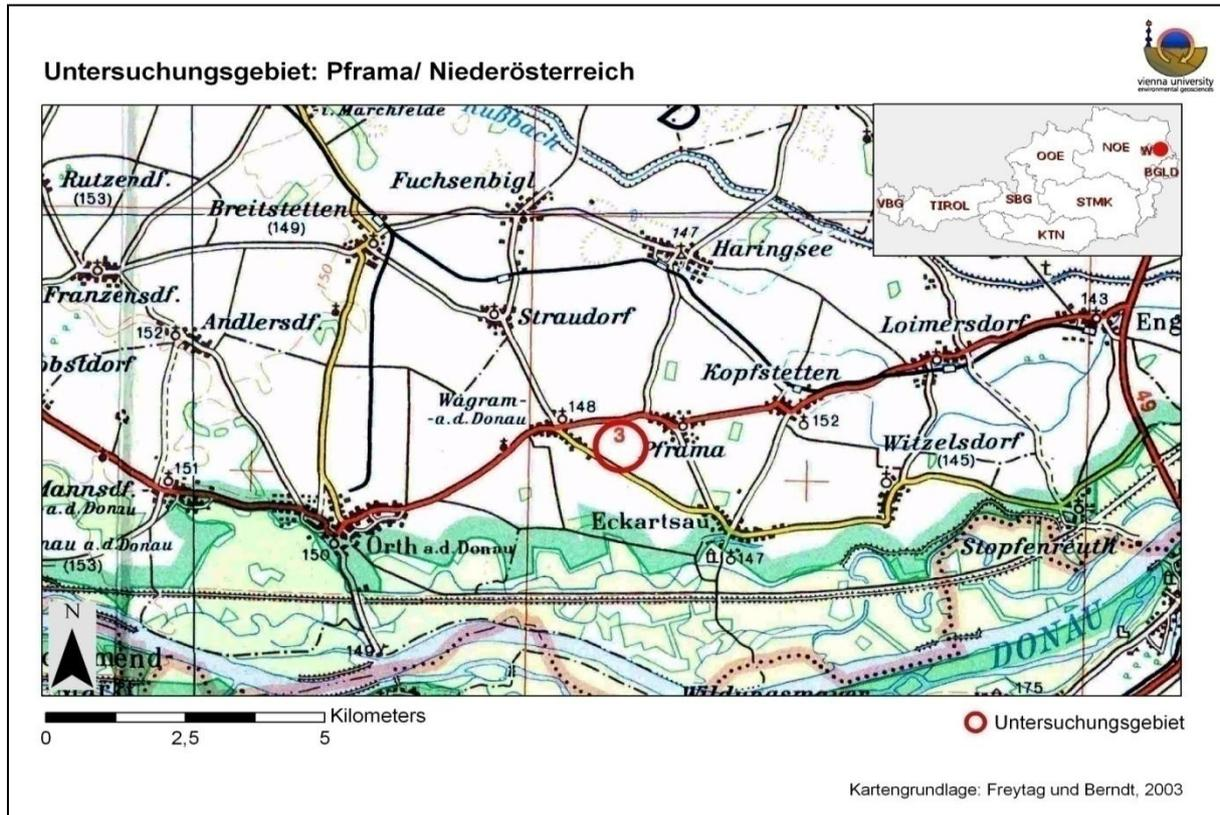 vienna university
environmental geosciences
Untersuchungsgebiet: Pframa/ Niederösterreich
-i. Marchfelde
Rußbach
D
OOE
NOE
W
BGLD
VBG
TIROL
SBG
STMK
KTN
Rutzendf.
(153)
Fuchsenbigl
Breitstetten
(149)
150
147
Haringsee
Franzensdf.
Andlersdf.
152
Straudorf
Loimersdorf
143
Eng
Kopfstetten
49
Wagram-
-a.d. Donau
148
3
Pframa
152
Witzelsdorf
(145)
151
Mannsdf.
-a.d. Donau
nau a.d. Donau
(153)
150
Orth a.d. Donau
Eckartsau
147
Stopfenreuth
DONAU
N
149
175
Kilometers
0
2,5
5
Untersuchungsgebiet
Kartengrundlage: Freytag und Berndt, 2003